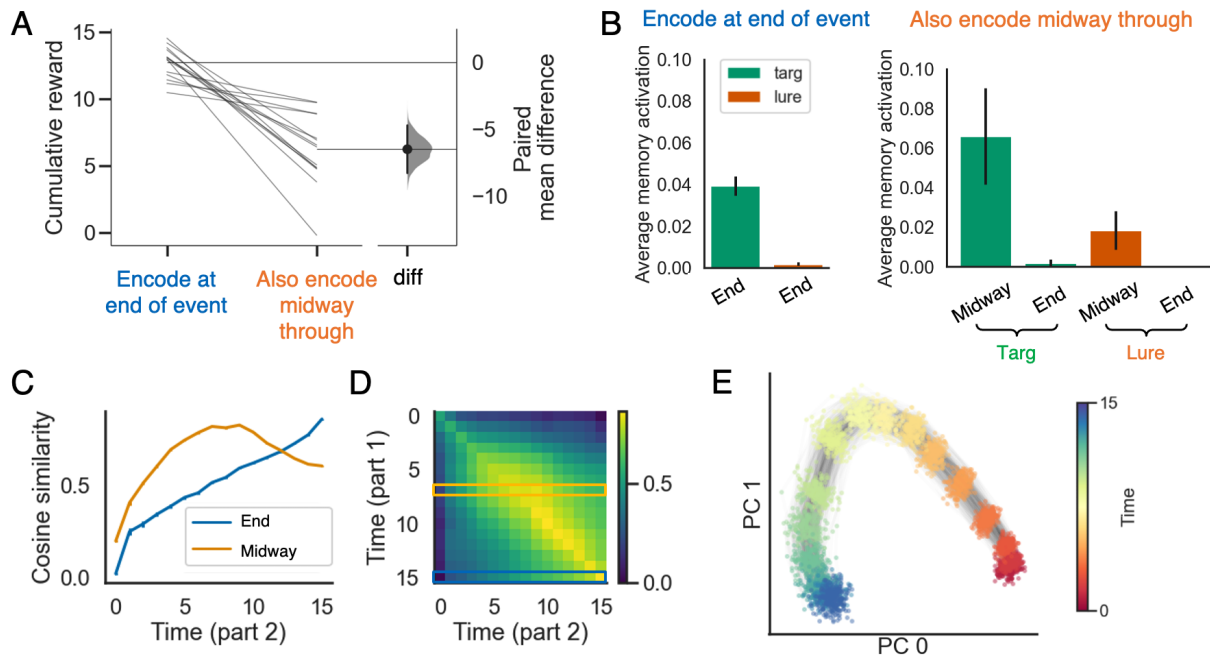 A
Cumulative reward
15
10
5
0
Encode at
end of event
Also encode
midway
through
diff
0
−5
−10
Paired
mean difference
B
Encode at end of event
Average memory activation
0.10
0.08
0.06
0.04
0.02
0.00
targ
lure
End
End
Also encode midway through
Average memory activation
0.10
0.08
0.06
0.04
0.02
0.00
Midway
End
Midway
End
Targ
Lure
C
Cosine similarity
0.5
0.0
End
Midway
0
5
10
15
Time (part 2)
D
Time (part 1)
0
5
10
15
0
5
10
15
Time (part 2)
0.5
0.0
E
PC 1
PC 0
15
Time
0